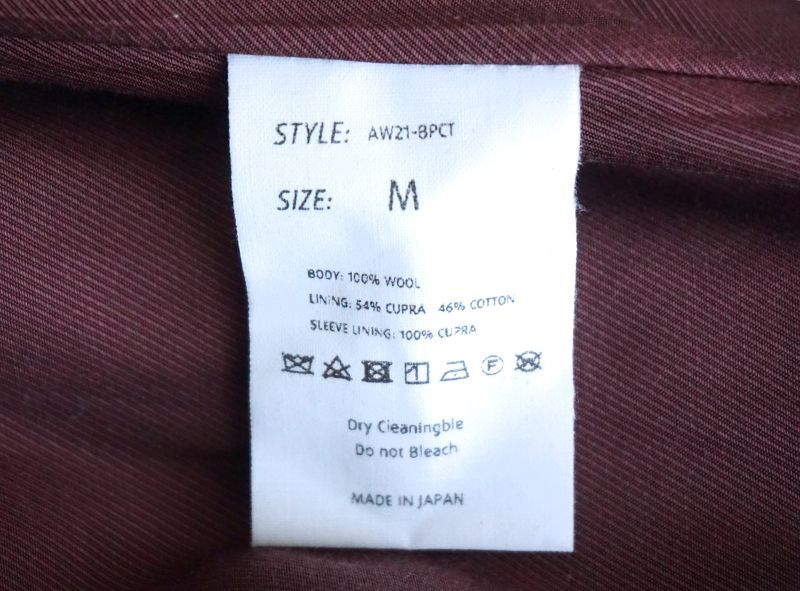 STYLE: AW21-BPCT
SIZE: M
BODY: 100% WOOL
LINING: 54% CUPRA 46% COTTON
SLEEVE LINING: 100% CUPRA
F W
Dry Cleaningble
Do not Bleach
MADE IN JAPAN